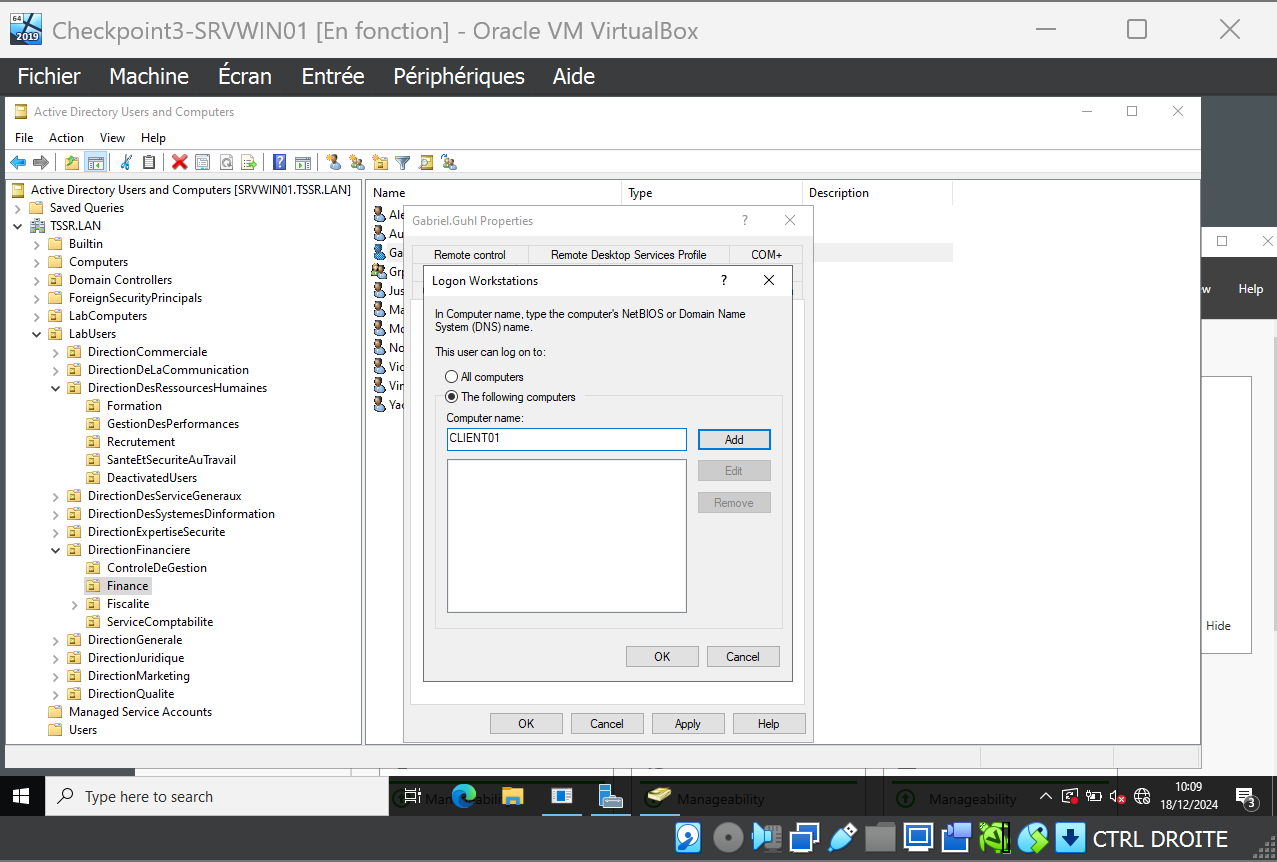 64
2019
Checkpoint3-SRVWIN01 [En fonction] - Oracle VM VirtualBox
Fichier Machine Écran Entrée Périphériques Aide
Active Directory Users and Computers
File Action View Help
Active Directory Users and Computers [SRVWIN01.TSSR.LAN]
Saved Queries
TSSR.LAN
Builtin
Computers
Domain Controllers
ForeignSecurityPrincipals
LabComputers
LabUsers
DirectionCommerciale
DirectionDeLaCommunication
DirectionDesRessourcesHumaines
Formation
GestionDesPerformances
Recrutement
SanteEtSecuriteAuTravail
DeactivatedUsers
DirectionDesServiceGeneraux
DirectionDesSystemesDinformation
DirectionExpertiseSecurite
DirectionFinanciere
ControleDeGestion
Finance
Fiscalite
ServiceComptabilite
DirectionGenerale
DirectionJuridique
DirectionMarketing
DirectionQualite
Managed Service Accounts
Users
Name Type Description
Au
Ga
Grp
Jus
Ma
Mo
No
Vic
Vir
Gabriel.Guhl Properties ?
Remote control Remote Desktop Services Profile COM+
Logon Workstations ?
In Computer name, type the computer's NetBIOS or Domain Name
System (DNS) name.
This user can log on to:
All computers
The following computers
Computer name:
CLIENT01
Add
Edit
Remove
OK Cancel
OK Cancel Apply Help
ew Help
Hide
Type here to search
Manageability
Manageability
10:09
18/12/2024
3
CTRL DROITE